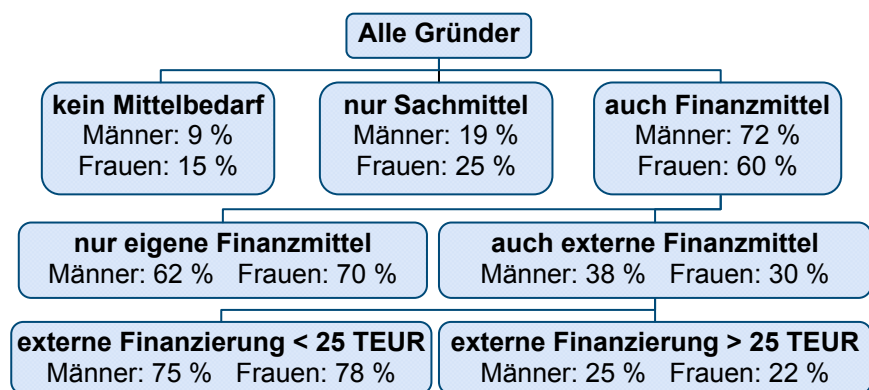 Alle Gründer
kein Mittelbedarf
Männer: 9 %
Frauen: 15 %
nur Sachmittel
Männer: 19 %
Frauen: 25 %
auch Finanzmittel
Männer: 72 %
Frauen: 60 %
nur eigene Finanzmittel
Männer: 62 % Frauen: 70 %
auch externe Finanzmittel
Männer: 38 % Frauen: 30 %
externe Finanzierung < 25 TEUR
Männer: 75 % Frauen: 78 %
externe Finanzierung > 25 TEUR
Männer: 25 % Frauen: 22 %